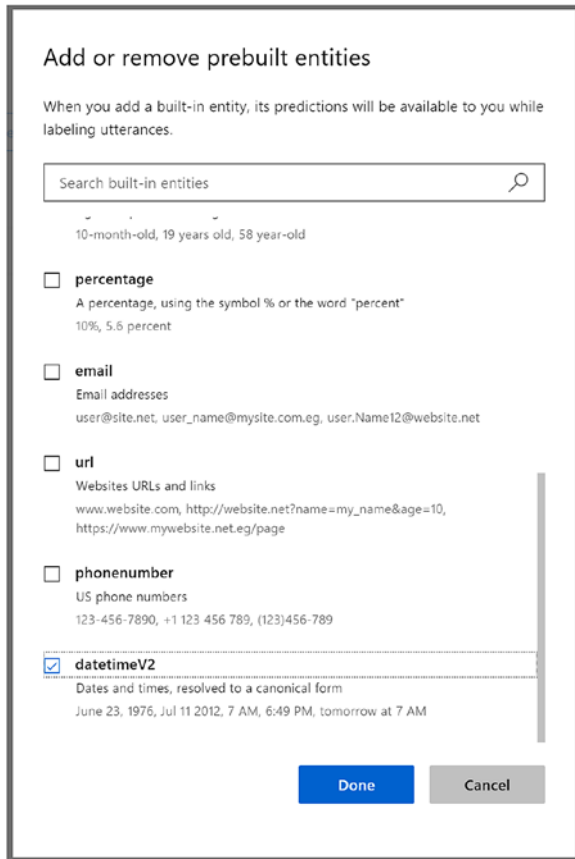 Add or remove prebuilt entities
When you add a built-in entity, its predictions will be available to you while
labeling utterances.
Search built-in entities
10-month-old, 19 years old, 58 year-old
percentage
A percentage, using the symbol % or the word "percent"
10%, 5.6 percent
email
Email addresses
user@site.net, user_name@mysite.com.eg, user.Name12@website.net
url
Websites URLs and links
www.website.com, http://website.net?name=my_name&age=10,
https://www.mywebsite.net.eg/page
phonenumber
US phone numbers
123-456-7890, +1 123 456 789, (123)456-789
datetimeV2
Dates and times, resolved to a canonical form
June 23, 1976, Jul 11 2012, 7 AM, 6:49 PM, tomorrow at 7 AM
Done
Cancel